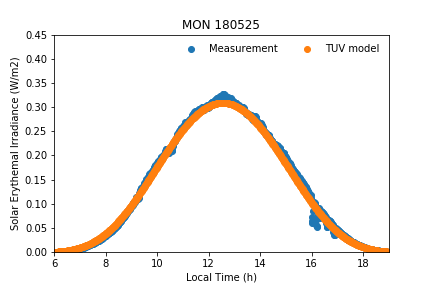 MON 180525
Measurement
TUV model
Solar Erythemal Irradiance (W/m2)
0.45
0.40
0.35
0.30
0.25
0.20
0.15
0.10
0.05
0.00
6 8 10 12 14 16 18
Local Time (h)